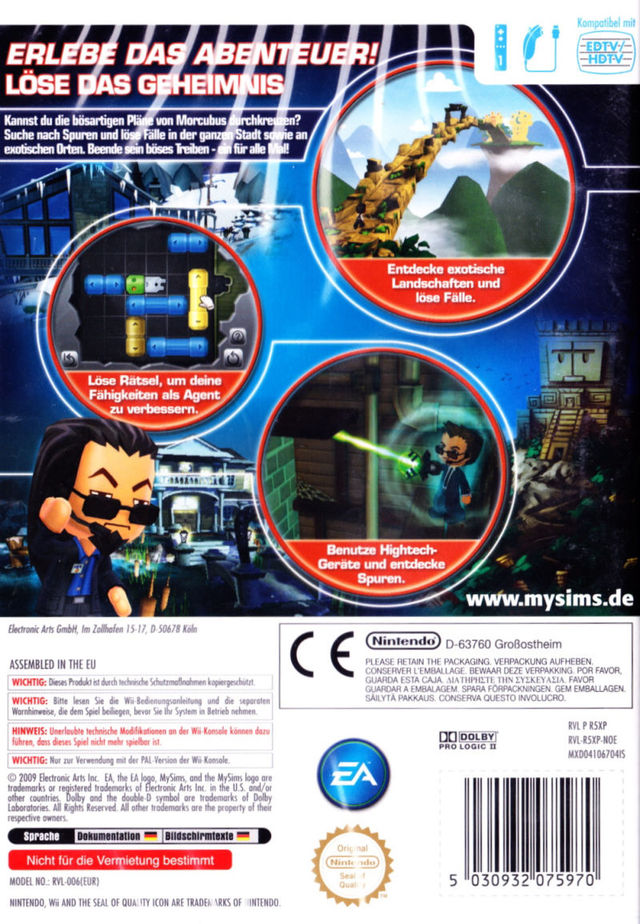 Kompatibel mit
EDTV/
HDTV
1
ERLEBE DAS ABENTEUER!
LÖSE DAS GEHEIMNIS
Kannst du die bösartigen Pläne von Morcubus durchkreuzen?
Suche nach Spuren und löse Fälle in der ganzen Stadt sowie an
exotischen Orten. Beende sein böses Treiben - ein für alle Mal!
Entdecke exotische
Landschaften und
löse Fälle.
Löse Rätsel, um deine
Fähigkeiten als Agent
zu verbessern.
Benutze Hightech-
Geräte und entdecke
Spuren.
www.mysims.de
Electronic Arts GmbH, Im Zollhafen 15-17, D-50678 Köln
ASSEMBLED IN THE EU
WICHTIG: Dieses Produkt ist durch technische Schutzmaßnahmen kopiergeschützt.
WICHTIG: Bitte lesen Sie die Wii-Bedienungsanleitung und die separaten
Warnhinweise, die dem Spiel beiliegen, bevor Sie Ihr System in Betrieb nehmen.
HINWEIS: Unerlaubte technische Modifikationen an der Wii-Konsole können dazu
führen, dass dieses Spiel nicht mehr spielbar ist.
WICHTIG: Nur zur Verwendung mit der PAL-Version der Wii-Konsole.
© 2009 Electronic Arts Inc. EA, the EA logo, MySims, and the MySims logo are
trademarks or registered trademarks of Electronic Arts Inc. in the U.S. and/or
other countries. Dolby and the double-D symbol are trademarks of Dolby
Laboratories. All Rights Reserved. All other trademarks are the property of their
respective owners.
Sprache Dokumentation Bildschirmtexte
Nicht für die Vermietung bestimmt
MODEL NO.: RVL-006(EUR)
NINTENDO, Wii AND THE SEAL OF QUALITY ICON ARE TRADEMARKS OF NINTENDO.
CE
Nintendo D-63760 Großostheim
PLEASE RETAIN THE PACKAGING. VERPACKUNG AUFHEBEN.
CONSERVER L'EMBALLAGE. BEWAAR DEZE VERPAKKING. POR FAVOR,
GUARDA ESTA CAJA. ΔΙΑΤΗΡΗΣΤΕ ΤΗΝ ΣΥΣΚΕΥΑΣΙΑ. FAVOR
GUARDAR A EMBALAGEM. SPARA FÖRPACKNINGEN. GEM EMBALLAGEN.
SÄILYTÄ PAKKAUS. CONSERVA QUESTO INVOLUCRO.
EA
DOLBY
PRO LOGIC II
RVL P R5XP
RVL-R5XP-NOE
MXD04106704IS
Original
Nintendo
Seal of
Quality
5 030932 075970